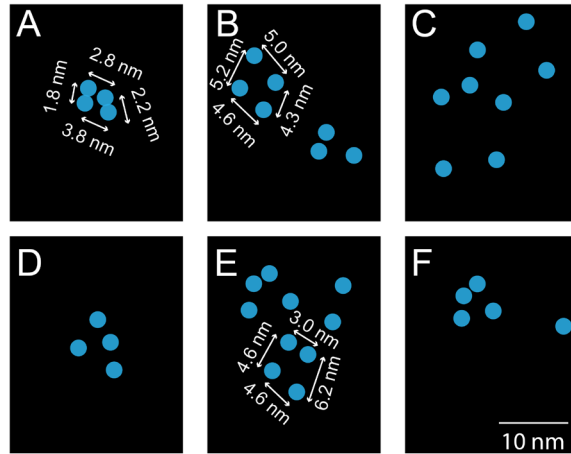 A
2.8 nm
1.8 nm
2.2 nm
3.8 nm
B
5.0 nm
5.2 nm
4.6 nm
4.3 nm
C
D
E
3.0 nm
4.6 nm
6.2 nm
4.6 nm
F
10 nm